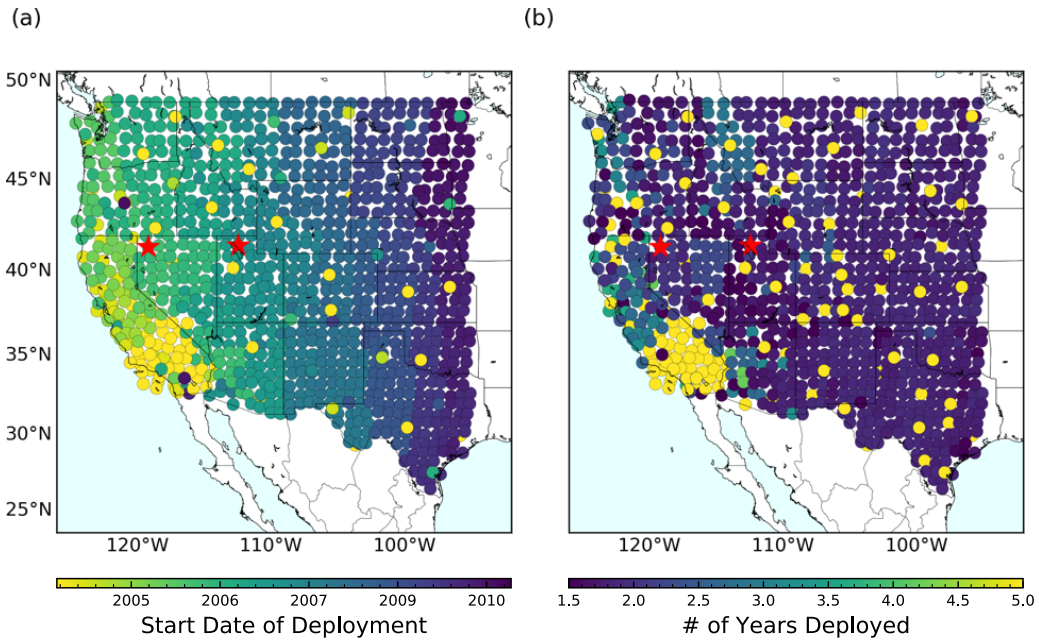 (a)
(b)
50°N
45°N
40°N
35°N
30°N
25°N
120°W 110°W 100°W
120°W 110°W 100°W
2005 2006 2007 2009 2010
Start Date of Deployment
1.5 2.0 2.5 3.0 3.5 4.0 4.5 5.0
# of Years Deployed